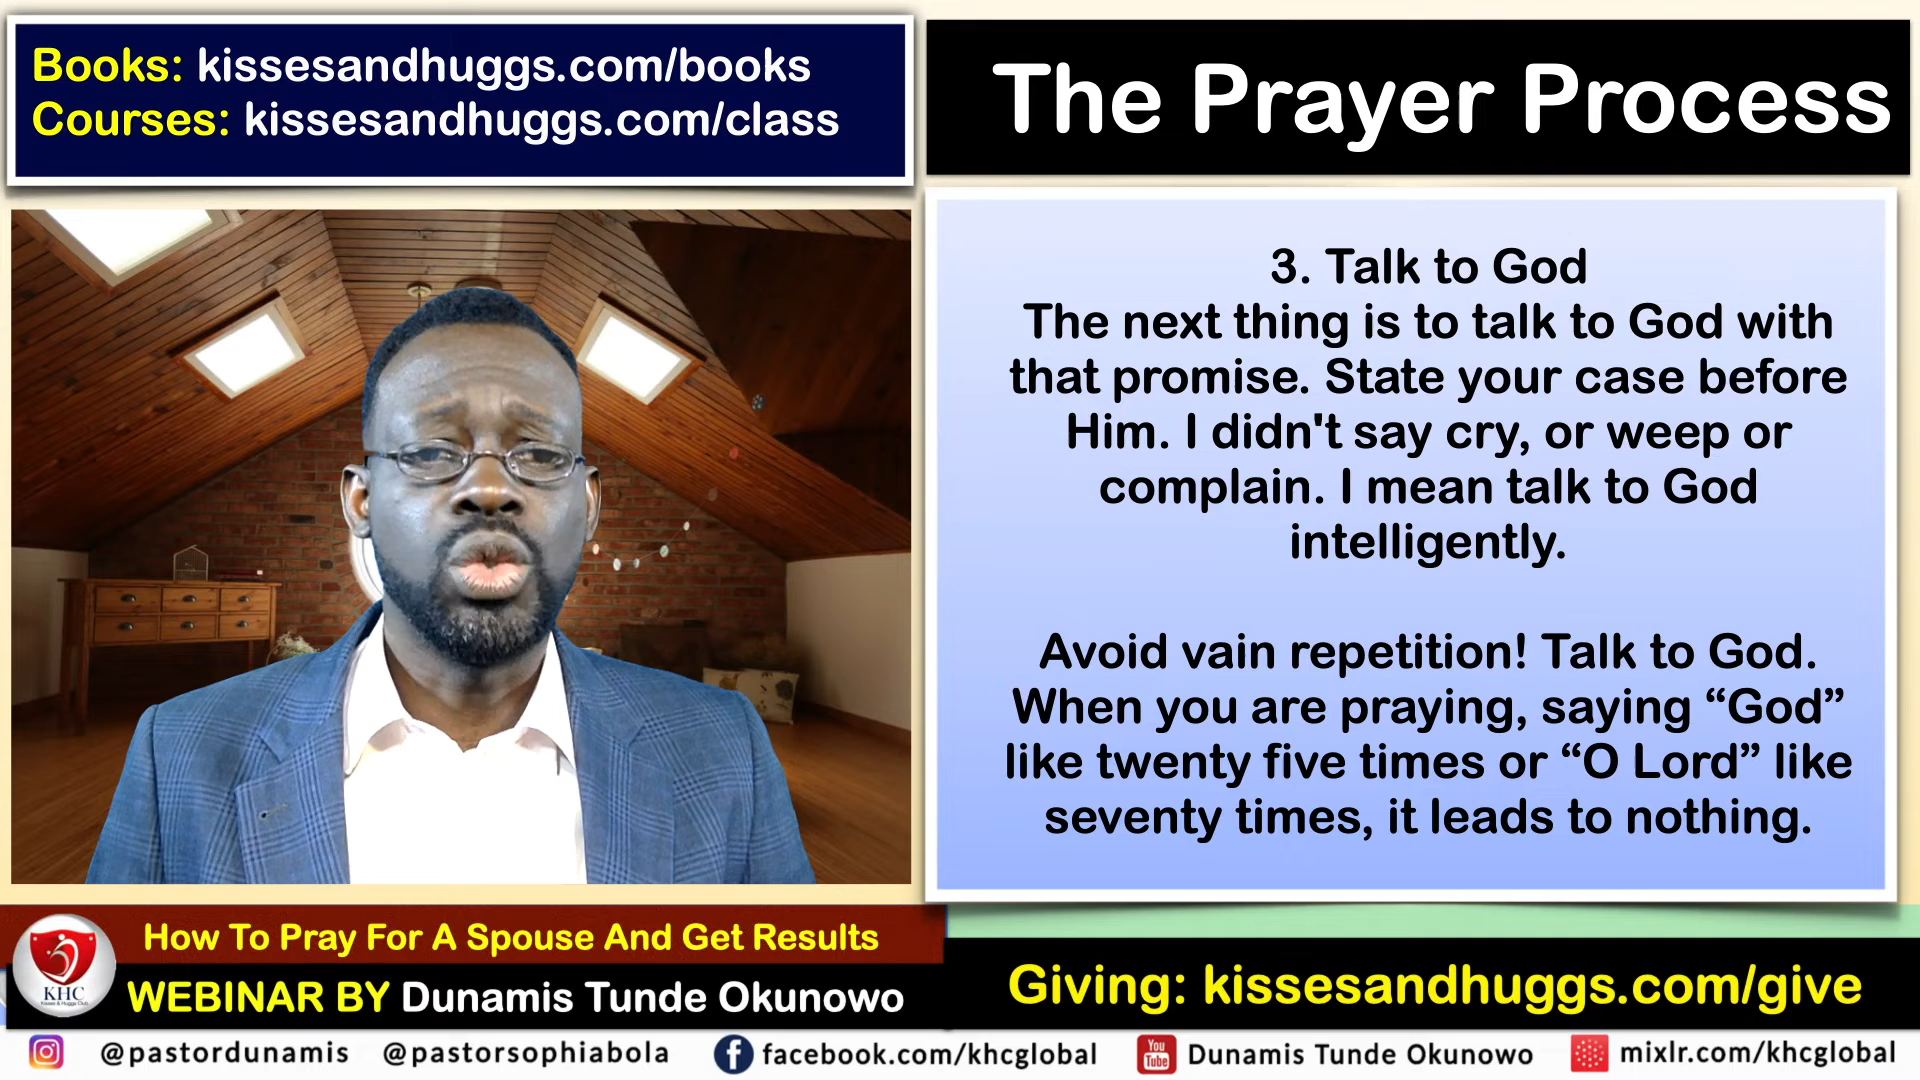 Books: kissesandhuggs.com/books
Courses: kissesandhuggs.com/class
The Prayer Process
3. Talk to God
The next thing is to talk to God with
that promise. State your case before
Him. I didn't say cry, or weep or
complain. I mean talk to God
intelligently.
Avoid vain repetition! Talk to God.
When you are praying, saying “God”
like twenty five times or “O Lord” like
seventy times, it leads to nothing.
How To Pray For A Spouse And Get Results
KHC
Kisses & Huggs Club
WEBINAR BY Dunamis Tunde Okunowo
Giving: kissesandhuggs.com/give
@pastordunamis @pastorsophiabola facebook.com/khcglobal You Tube Dunamis Tunde Okunowo mixlr.com/khcglobal